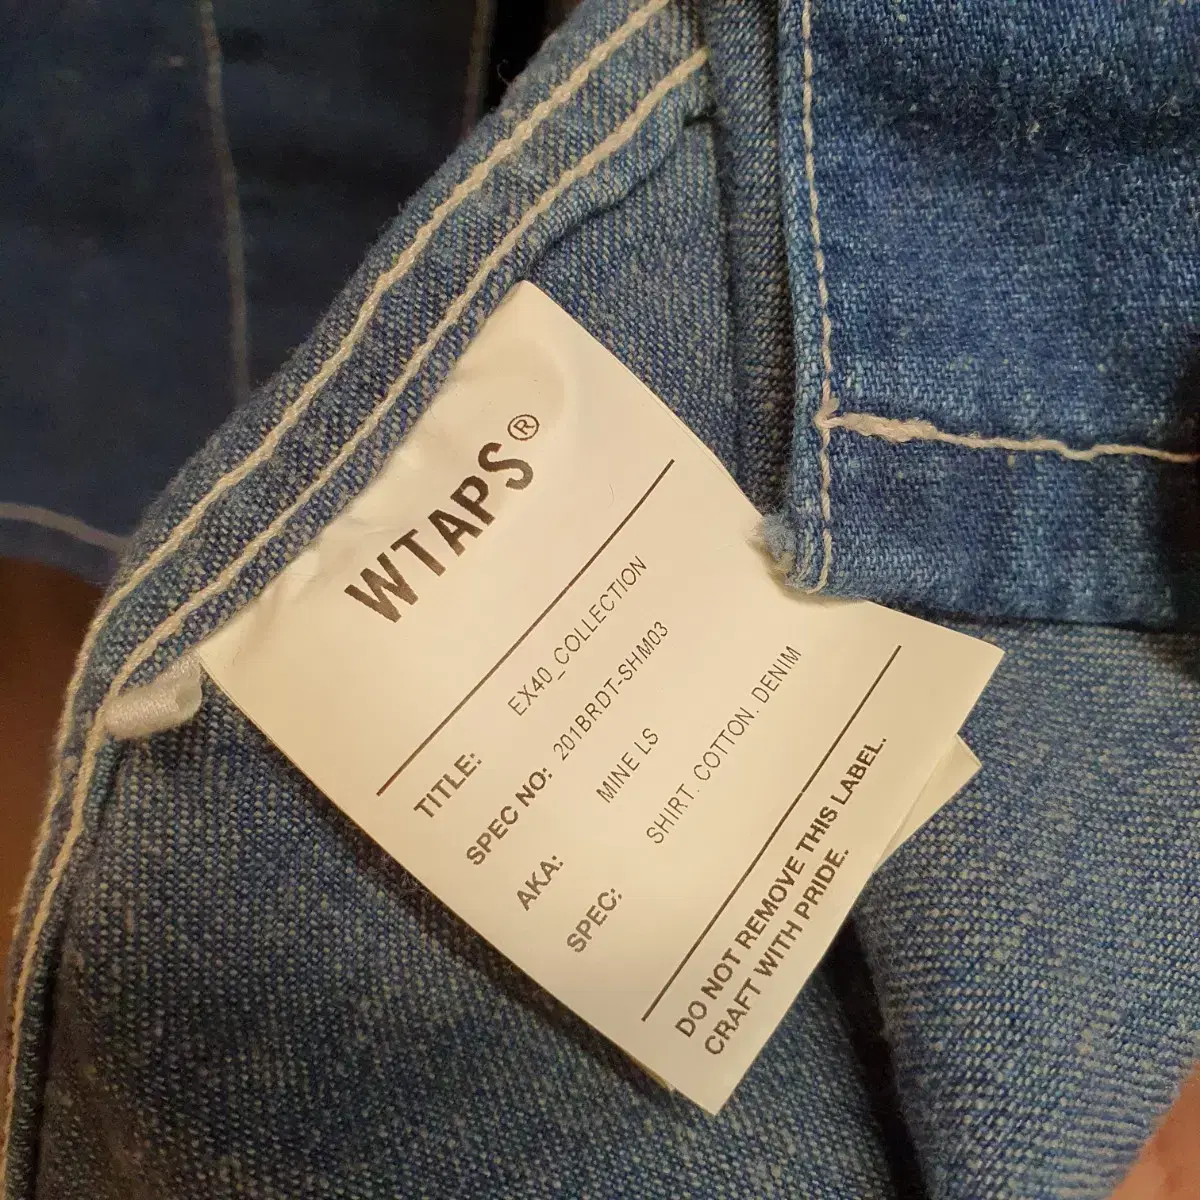 WTAPS®
TITLE: EX40_COLLECTION
SPEC NO: 201BRDT-SHM03
AKA: MINE LS
SPEC: SHIRT. COTTON. DENIM
DO NOT REMOVE THIS LABEL.
CRAFT WITH PRIDE.